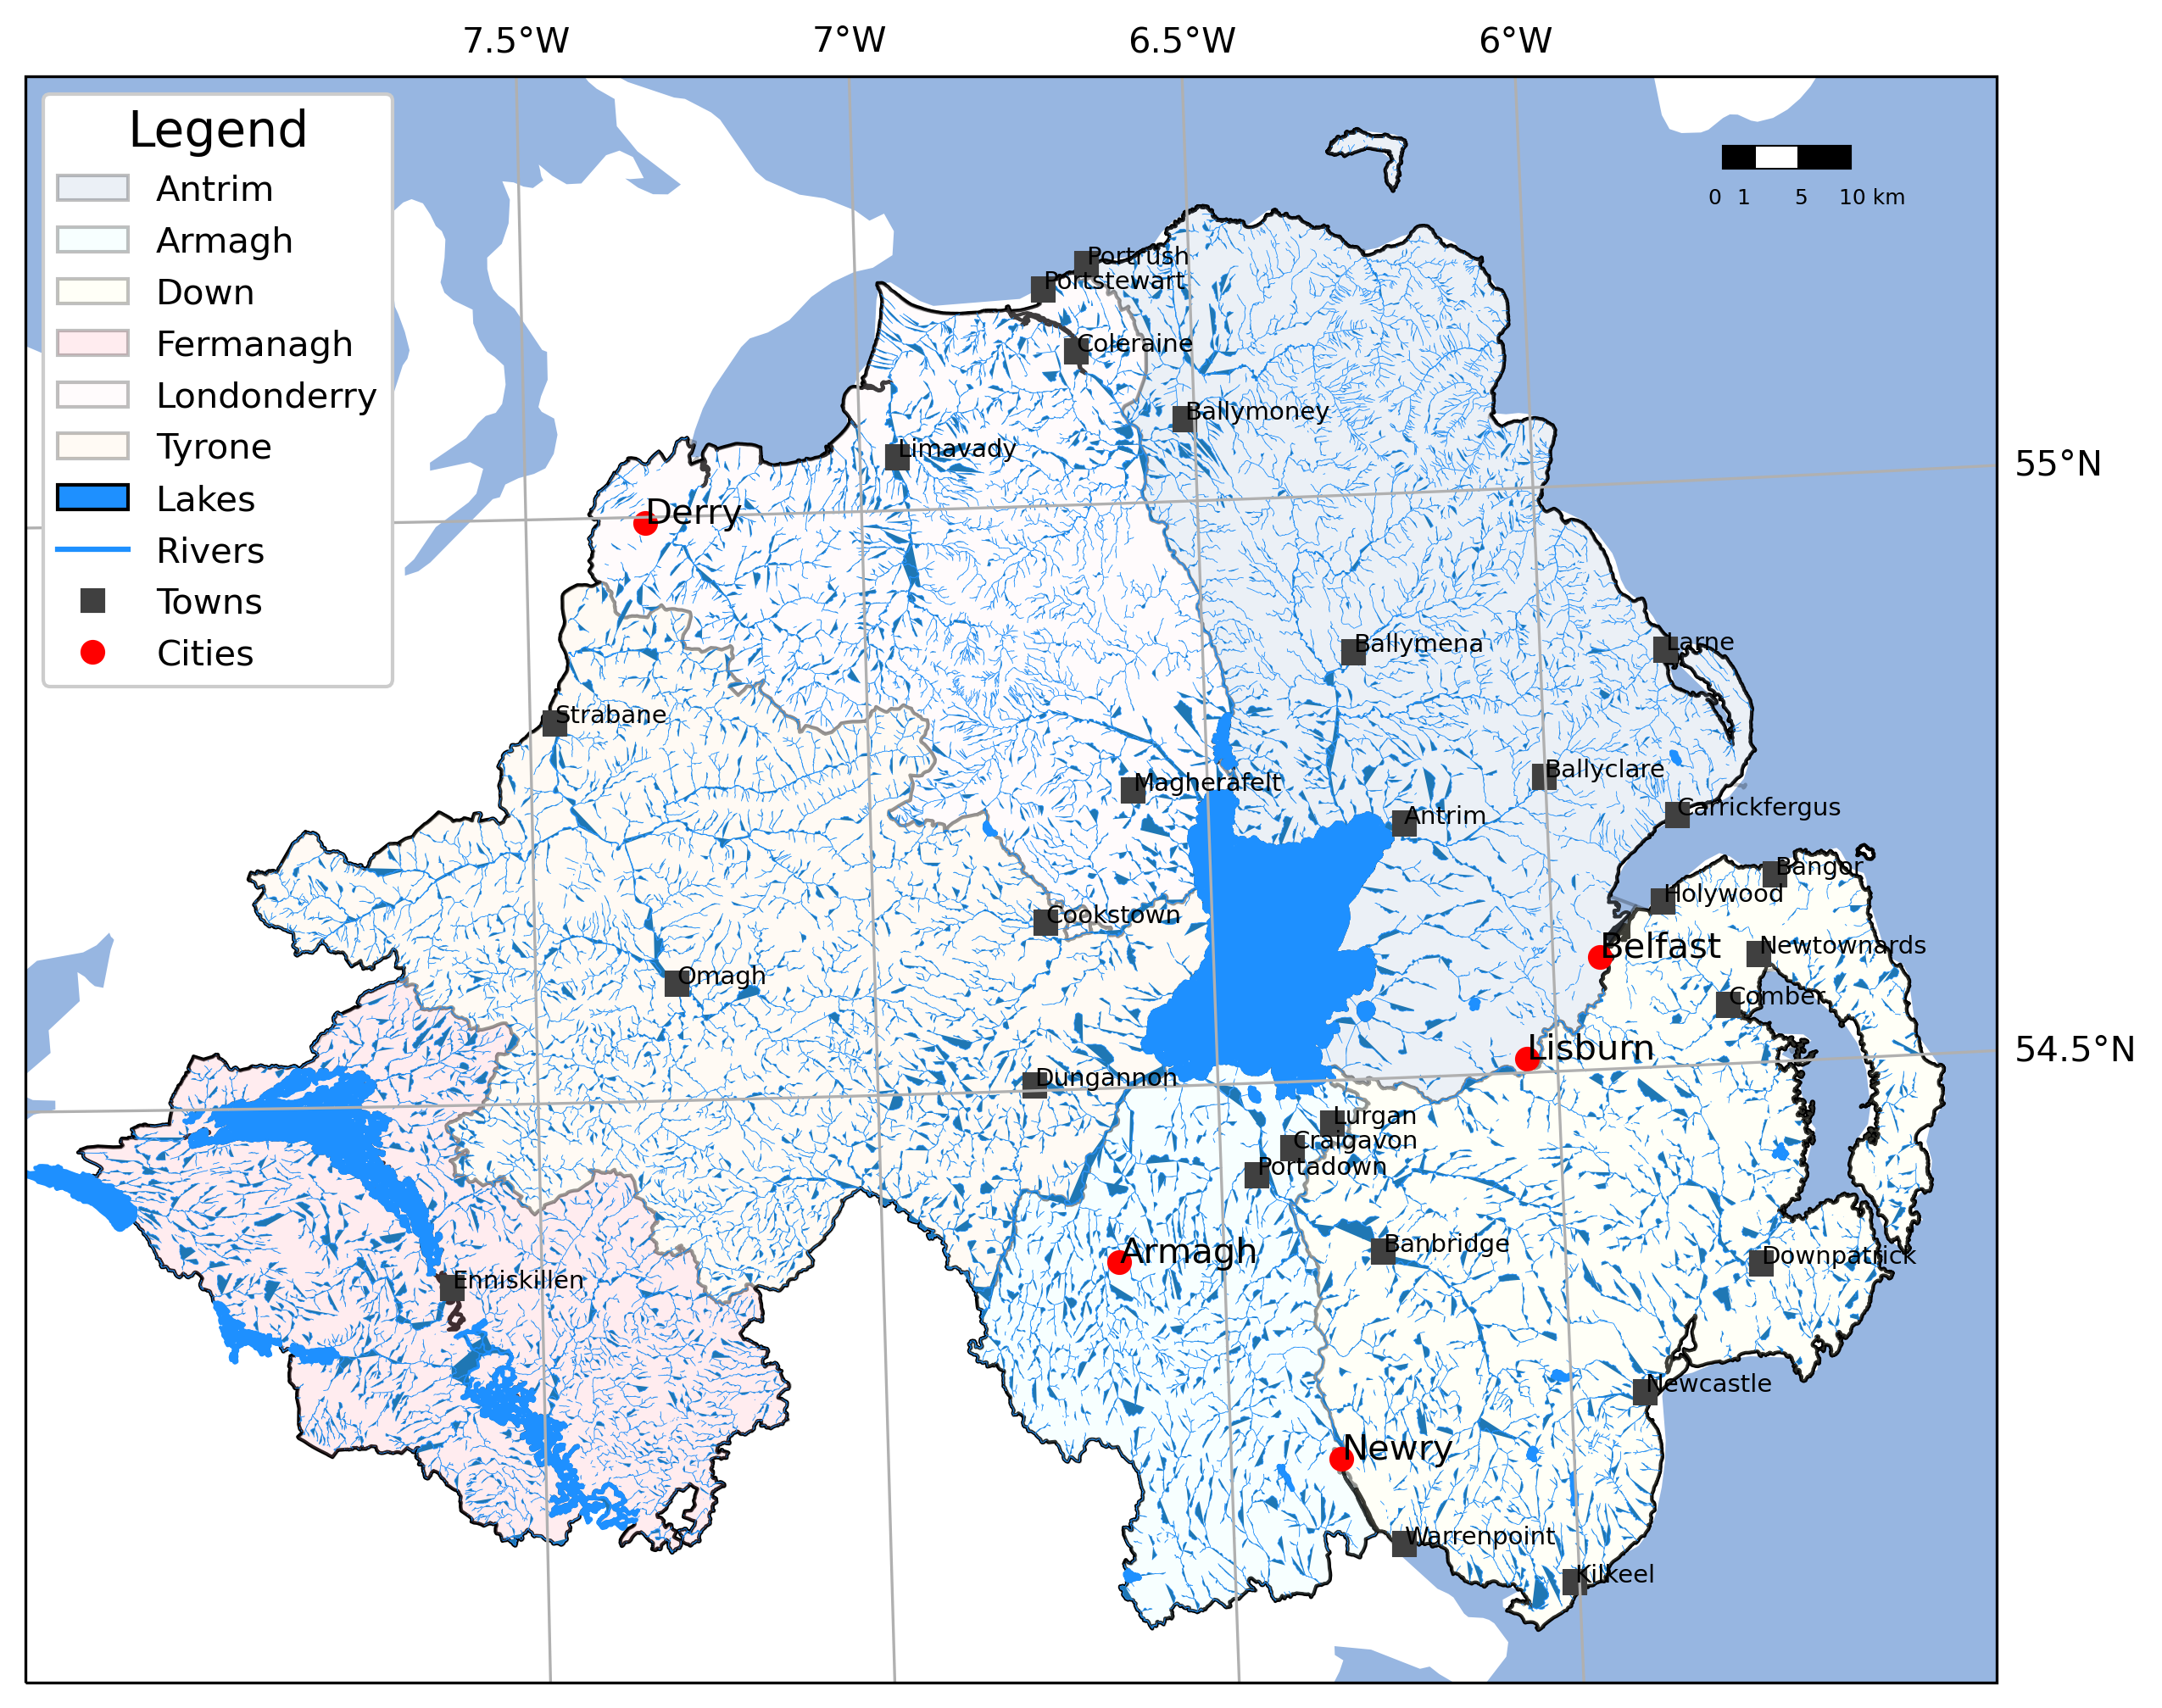 7.5°W 7°W 6.5°W 6°W
Legend
Antrim
Armagh
Down
Fermanagh
Londonderry
Tyrone
Lakes
Rivers
Towns
Cities
0 1 5 10 km
Portrush
Portstewart
Coleraine
Ballymoney
Limavady
55°N
Derry
Larne
Ballymena
Strabane
Ballyclare
Magherafelt
Carrickfergus
Antrim
Bangor
Holywood
Cookstown
Belfast
Newtownards
Omagh
Comber
Lisburn
54.5°N
Dungannon
Lurgan
Craigavon
Portadown
Armagh
Banbridge
Downpatrick
Enniskillen
Newcastle
Newry
Warrenpoint
Kilkeel